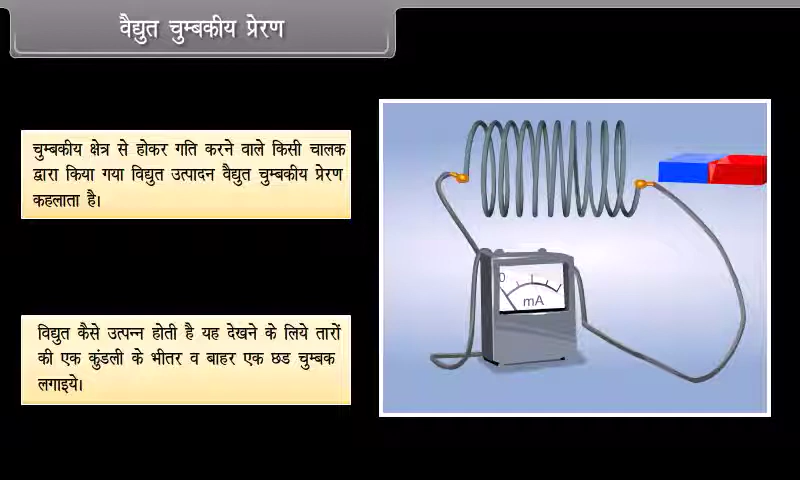 वैद्युत चुम्बकीय प्रेरण
चुम्बकीय क्षेत्र से होकर गति करने वाले किसी चालक
द्वारा किया गया विद्युत उत्पादन वैद्युत चुम्बकीय प्रेरण
कहलाता है।
विद्युत कैसे उत्पन्न होती है यह देखने के लिये तारों
की एक कुंडली के भीतर व बाहर एक छड चुम्बक
लगाइये।
0
mA